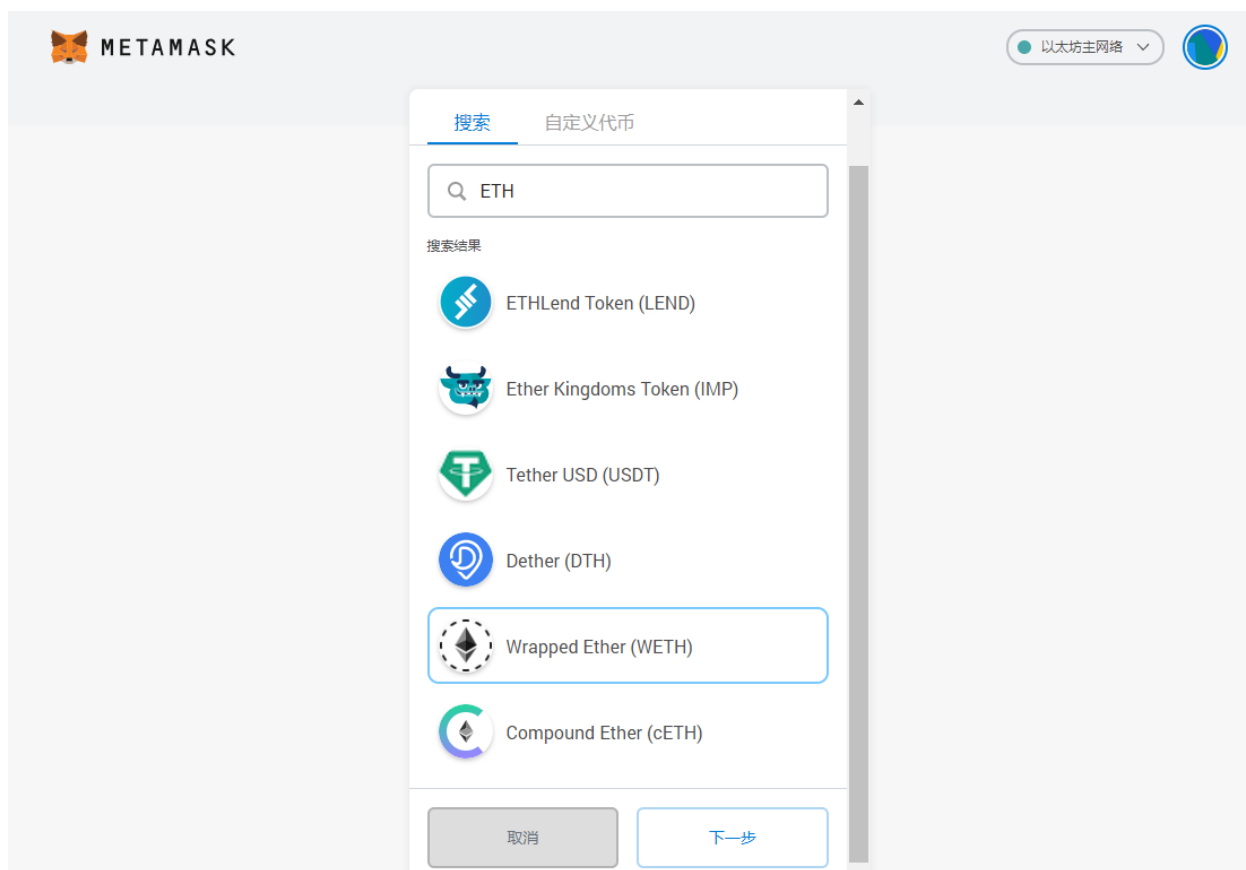 METAMASK
以太坊主网络
搜索
自定义代币
ETH
搜索结果
ETHLend Token (LEND)
Ether Kingdoms Token (IMP)
Tether USD (USDT)
Dether (DTH)
Wrapped Ether (WETH)
Compound Ether (cETH)
取消
下一步